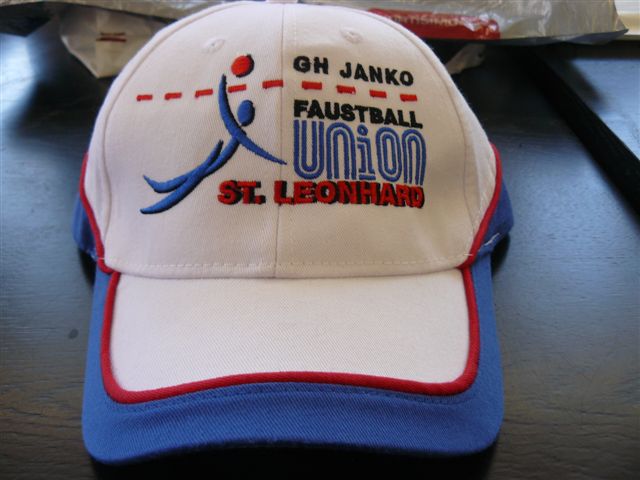 GH JANKO
FAUSTBALL
UNION
ST. LEONHARD